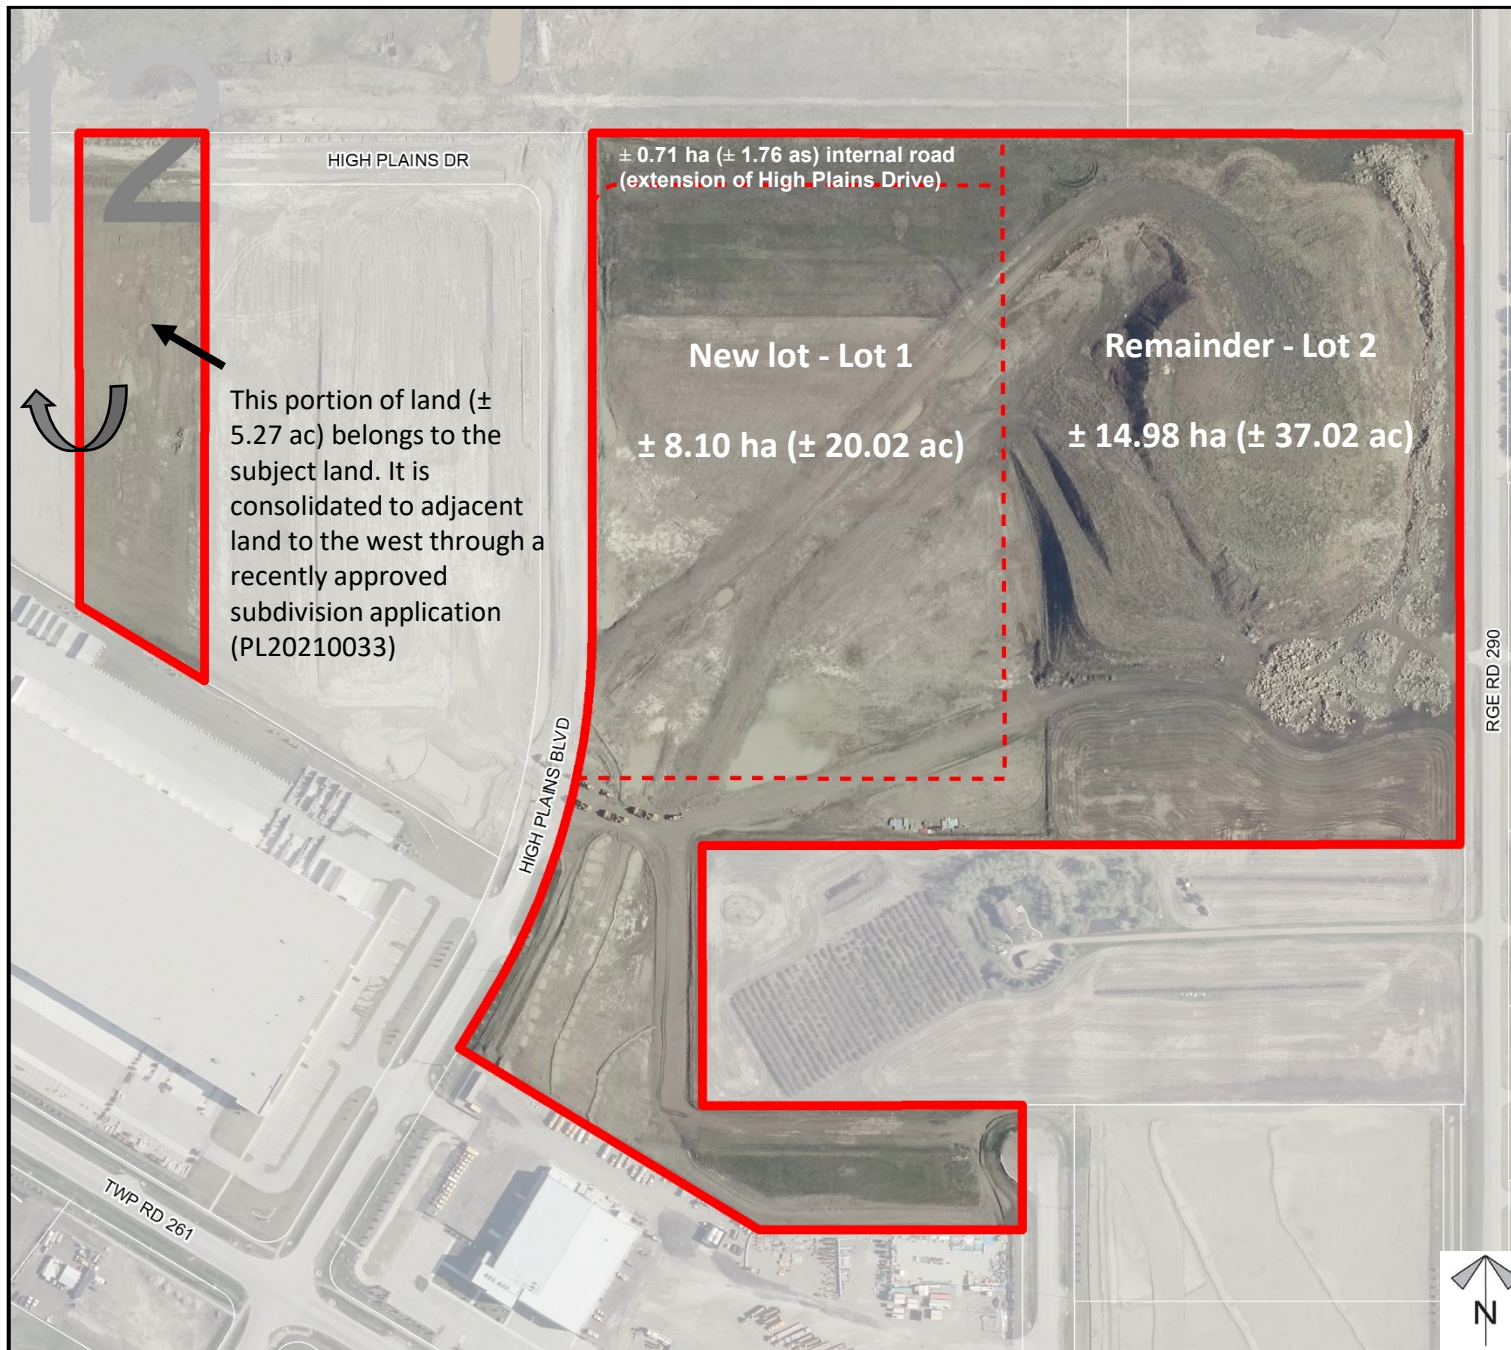 12
HIGH PLAINS DR
± 0.71 ha (± 1.76 as) internal road
(extension of High Plains Drive)
New lot - Lot 1
± 8.10 ha (± 20.02 ac)
Remainder - Lot 2
± 14.98 ha (± 37.02 ac)
This portion of land (±
5.27 ac) belongs to the
subject land. It is
consolidated to adjacent
land to the west through a
recently approved
subdivision application
(PL20210033)
HIGH PLAINS BLVD
RGE RD 290
TWP RD 261
N